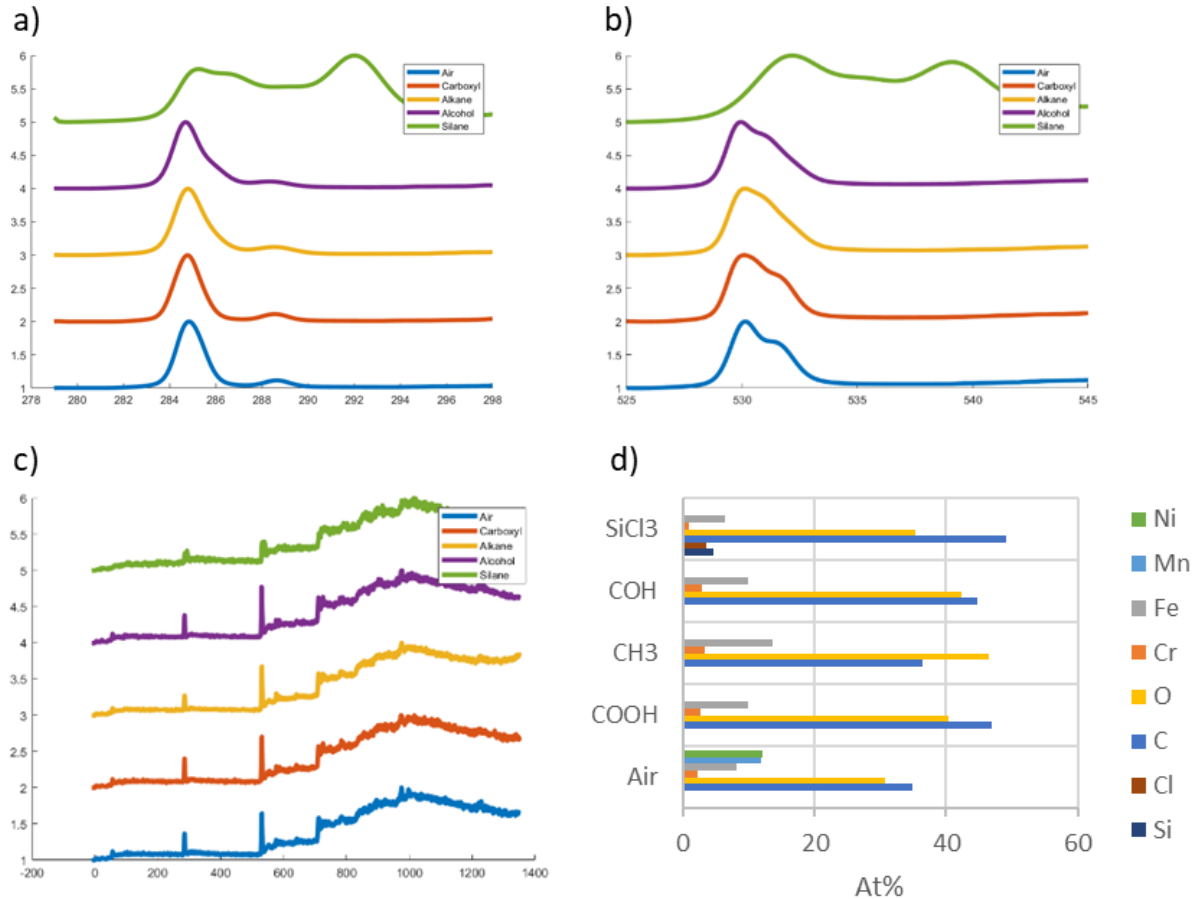 a)
6
5.5
5
4.5
4
3.5
3
2.5
2
1.5
1
278 280 282 284 286 288 290 292 294 296 298
Air
Carboxyl
Alkane
Alcohol
Silane
b)
6
5.5
5
4.5
4
3.5
3
2.5
2
1.5
1
525 530 535 540 545
Air
Carboxyl
Alkane
Alcohol
Silane
c)
6
5.5
5
4.5
4
3.5
3
2.5
2
1.5
1
-200 0 200 400 600 800 1000 1200 1400
Air
Carboxyl
Alkane
Alcohol
Silane
d)
SiCl3
COH
CH3
COOH
Air
0 20 40 60
At%
Ni
Mn
Fe
Cr
O
C
Cl
Si